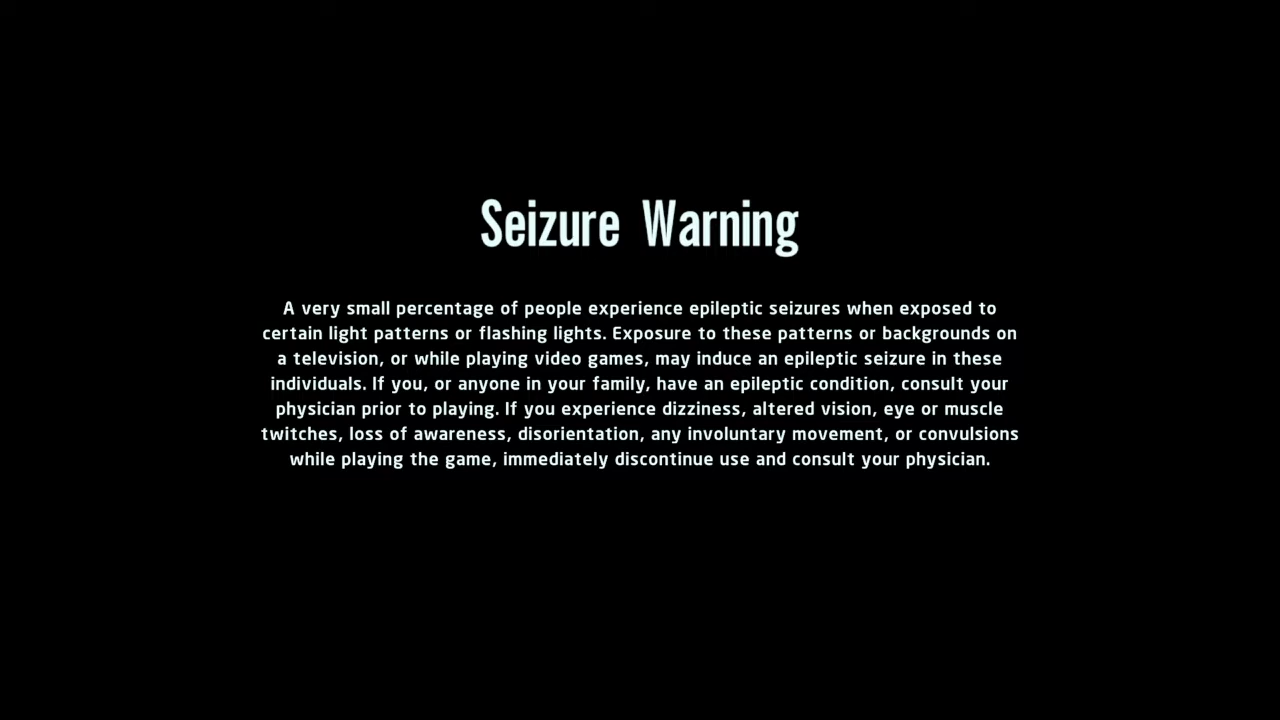 Seizure Warning
A very small percentage of people experience epileptic seizures when exposed to
certain light patterns or flashing lights. Exposure to these patterns or backgrounds on
a television, or while playing video games, may induce an epileptic seizure in these
individuals. If you, or anyone in your family, have an epileptic condition, consult your
physician prior to playing. If you experience dizziness, altered vision, eye or muscle
twitches, loss of awareness, disorientation, any involuntary movement, or convulsions
while playing the game, immediately discontinue use and consult your physician.